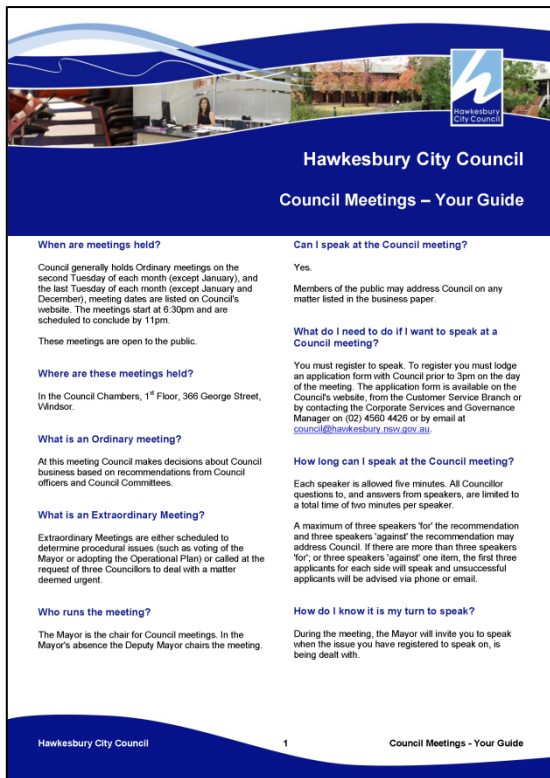 Hawkesbury
City Council
Hawkesbury City Council
Council Meetings – Your Guide
When are meetings held?
Council generally holds Ordinary meetings on the
second Tuesday of each month (except January), and
the last Tuesday of each month (except January and
December), meeting dates are listed on Council's
website. The meetings start at 6:30pm and are
scheduled to conclude by 11pm.
These meetings are open to the public.
Where are these meetings held?
In the Council Chambers, 1st Floor, 366 George Street,
Windsor.
What is an Ordinary meeting?
At this meeting Council makes decisions about Council
business based on recommendations from Council
officers and Council Committees.
What is an Extraordinary Meeting?
Extraordinary Meetings are either scheduled to
determine procedural issues (such as voting of the
Mayor or adopting the Operational Plan) or called at the
request of three Councillors to deal with a matter
deemed urgent.
Who runs the meeting?
The Mayor is the chair for Council meetings. In the
Mayor's absence the Deputy Mayor chairs the meeting.
Can I speak at the Council meeting?
Yes.
Members of the public may address Council on any
matter listed in the business paper.
What do I need to do if I want to speak at a
Council meeting?
You must register to speak. To register you must lodge
an application form with Council prior to 3pm on the day
of the meeting. The application form is available on the
Council's website, from the Customer Service Branch or
by contacting the Corporate Services and Governance
Manager on (02) 4560 4426 or by email at
council@hawkesbury.nsw.gov.au.
How long can I speak at the Council meeting?
Each speaker is allowed five minutes. All Councillor
questions to, and answers from speakers, are limited to
a total time of two minutes per speaker.
A maximum of three speakers 'for' the recommendation
and three speakers 'against' the recommendation may
address Council. If there are more than three speakers
'for'; or three speakers 'against' one item, the first three
applicants for each side will speak and unsuccessful
applicants will be advised via phone or email.
How do I know it is my turn to speak?
During the meeting, the Mayor will invite you to speak
when the issue you have registered to speak on, is
being dealt with.
Hawkesbury City Council 1 Council Meetings - Your Guide